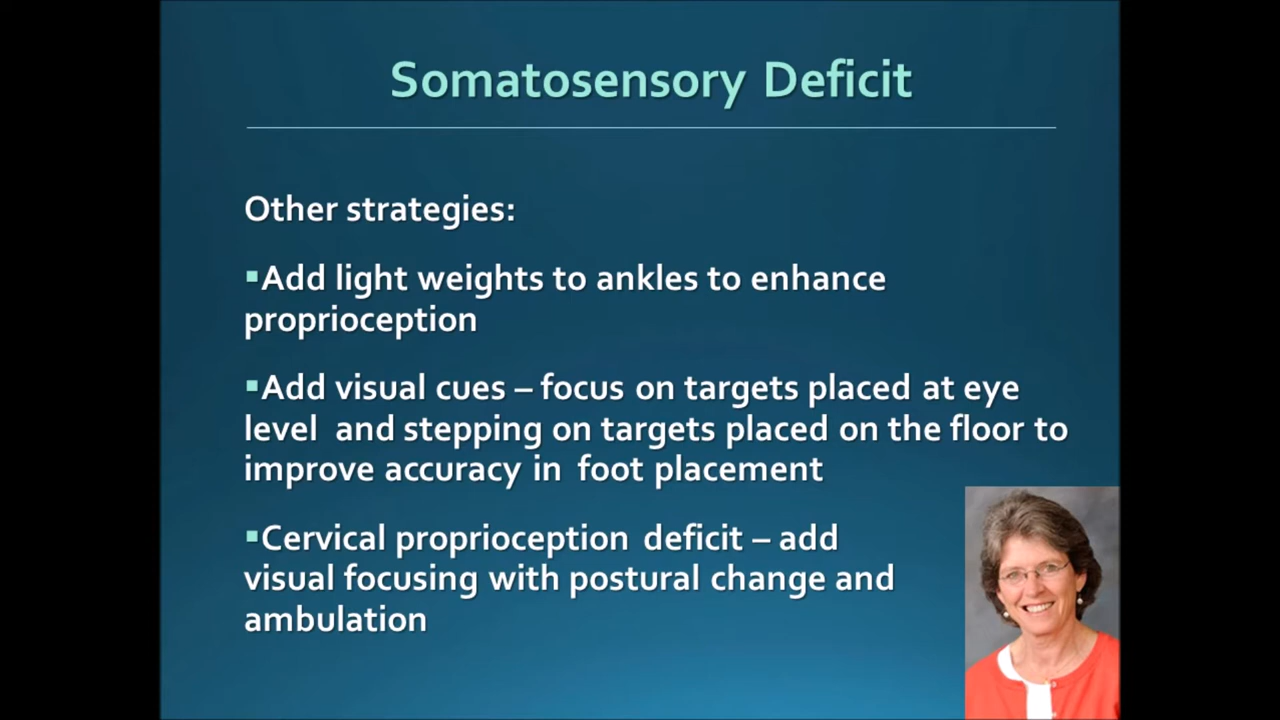 Somatosensory Deficit
Other strategies:
▪Add light weights to ankles to enhance
proprioception
▪Add visual cues – focus on targets placed at eye
level and stepping on targets placed on the floor to
improve accuracy in foot placement
▪Cervical proprioception deficit – add
visual focusing with postural change and
ambulation